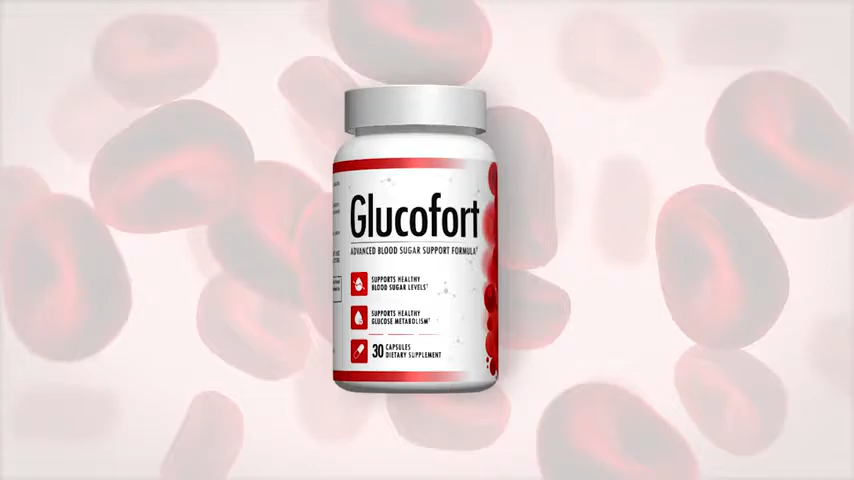 Glucofort
ADVANCED BLOOD SUGAR SUPPORT FORMULA†
SUPPORTS HEALTHY
BLOOD SUGAR LEVELS†
SUPPORTS HEALTHY
GLUCOSE METABOLISM†
30 CAPSULES
DIETARY SUPPLEMENT